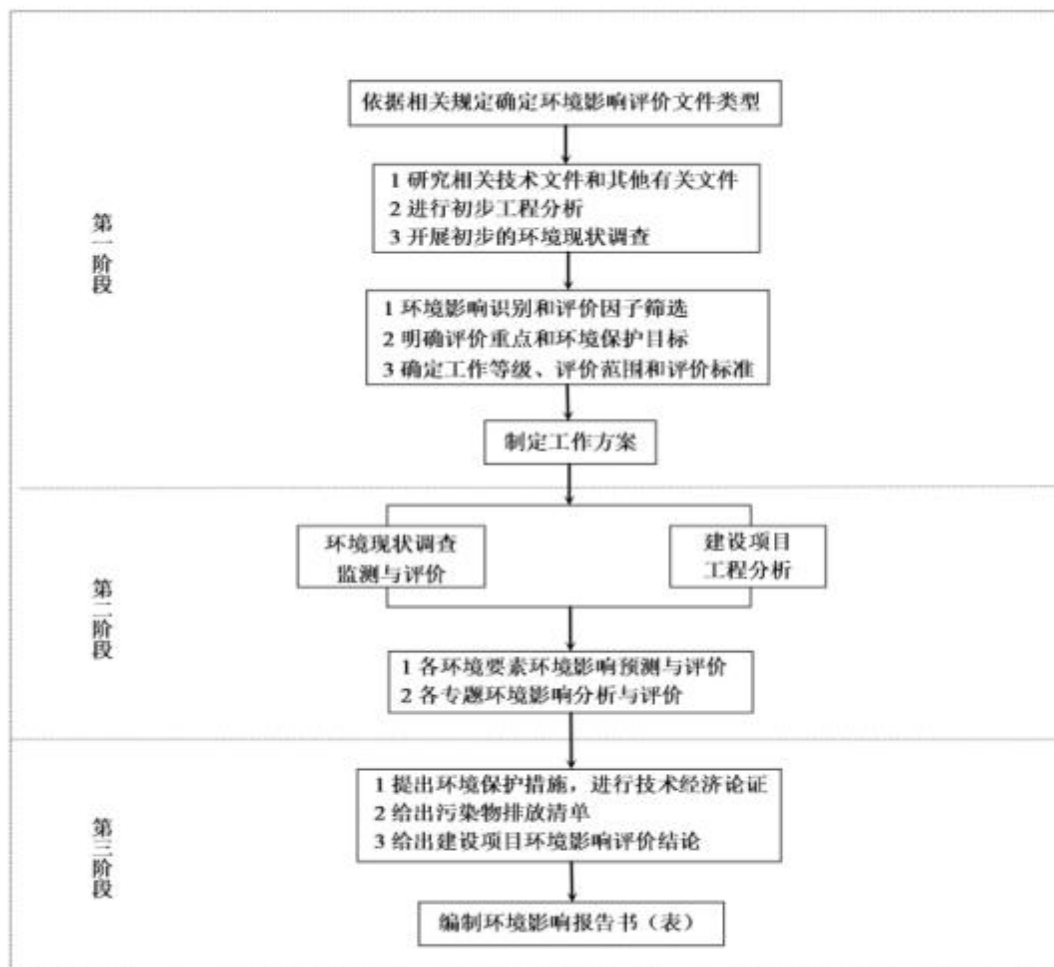 依据相关规定确定环境影响评价文件类型
1 研究相关技术文件和其他有关文件
2 进行初步工程分析
3 开展初步的环境现状调查
第一阶段
1 环境影响识别和评价因子筛选
2 明确评价重点和环境保护目标
3 确定工作等级、评价范围和评价标准
制定工作方案
环境现状调查
监测与评价
建设项目
工程分析
第二阶段
1 各环境要素环境影响预测与评价
2 各专题环境影响分析与评价
1 提出环境保护措施，进行技术经济论证
2 给出污染物排放清单
3 给出建设项目环境影响评价结论
第三阶段
编制环境影响报告书（表）